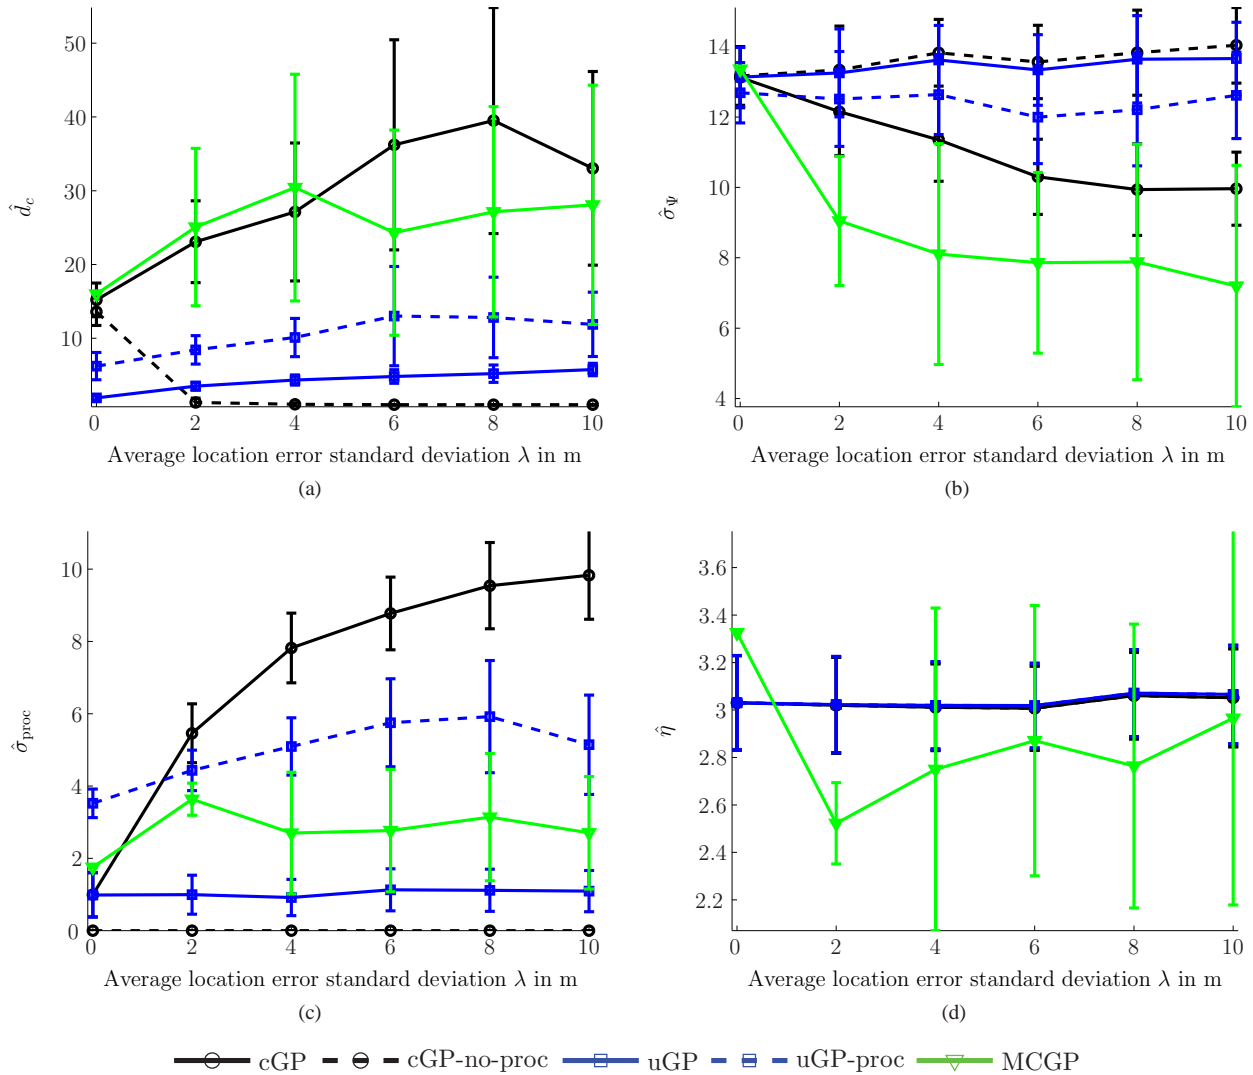 50
40
30
20
10
d̂_c
0 2 4 6 8 10
Average location error standard deviation λ in m
(a)
14
12
10
8
6
4
σ̂_Ψ
0 2 4 6 8 10
Average location error standard deviation λ in m
(b)
10
8
6
4
2
0
σ̂_proc
0 2 4 6 8 10
Average location error standard deviation λ in m
(c)
3.6
3.4
3.2
3
2.8
2.6
2.4
2.2
η̂
0 2 4 6 8 10
Average location error standard deviation λ in m
(d)
cGP cGP-no-proc uGP uGP-proc MCGP